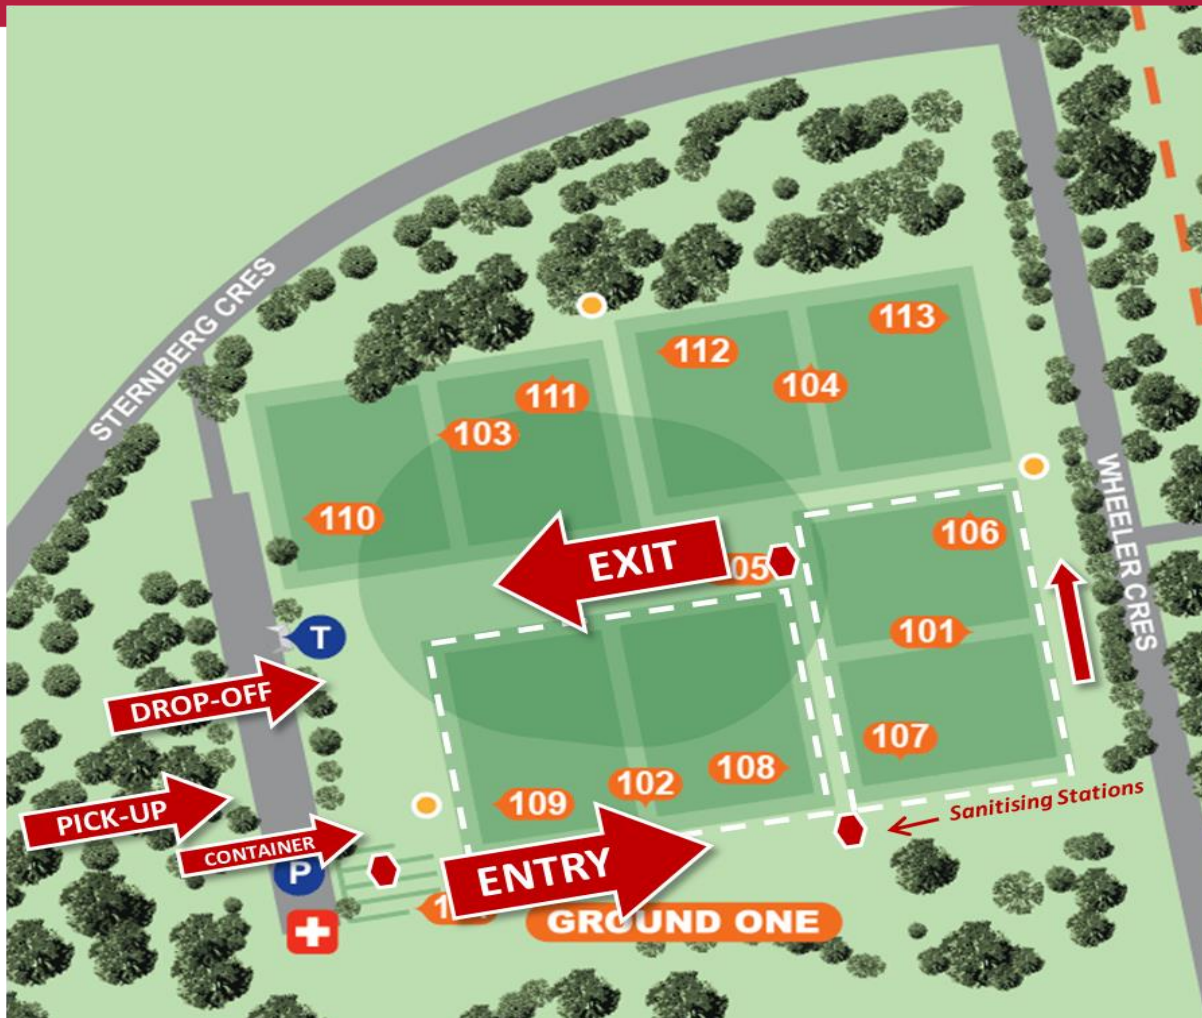 STERNBERG CRES
113
112
104
111
103
110
WHEELER CRES
106
EXIT
05
101
T
DROP-OFF
107
108
102
109
Sanitising Stations
PICK-UP
CONTAINER
P
ENTRY
GROUND ONE